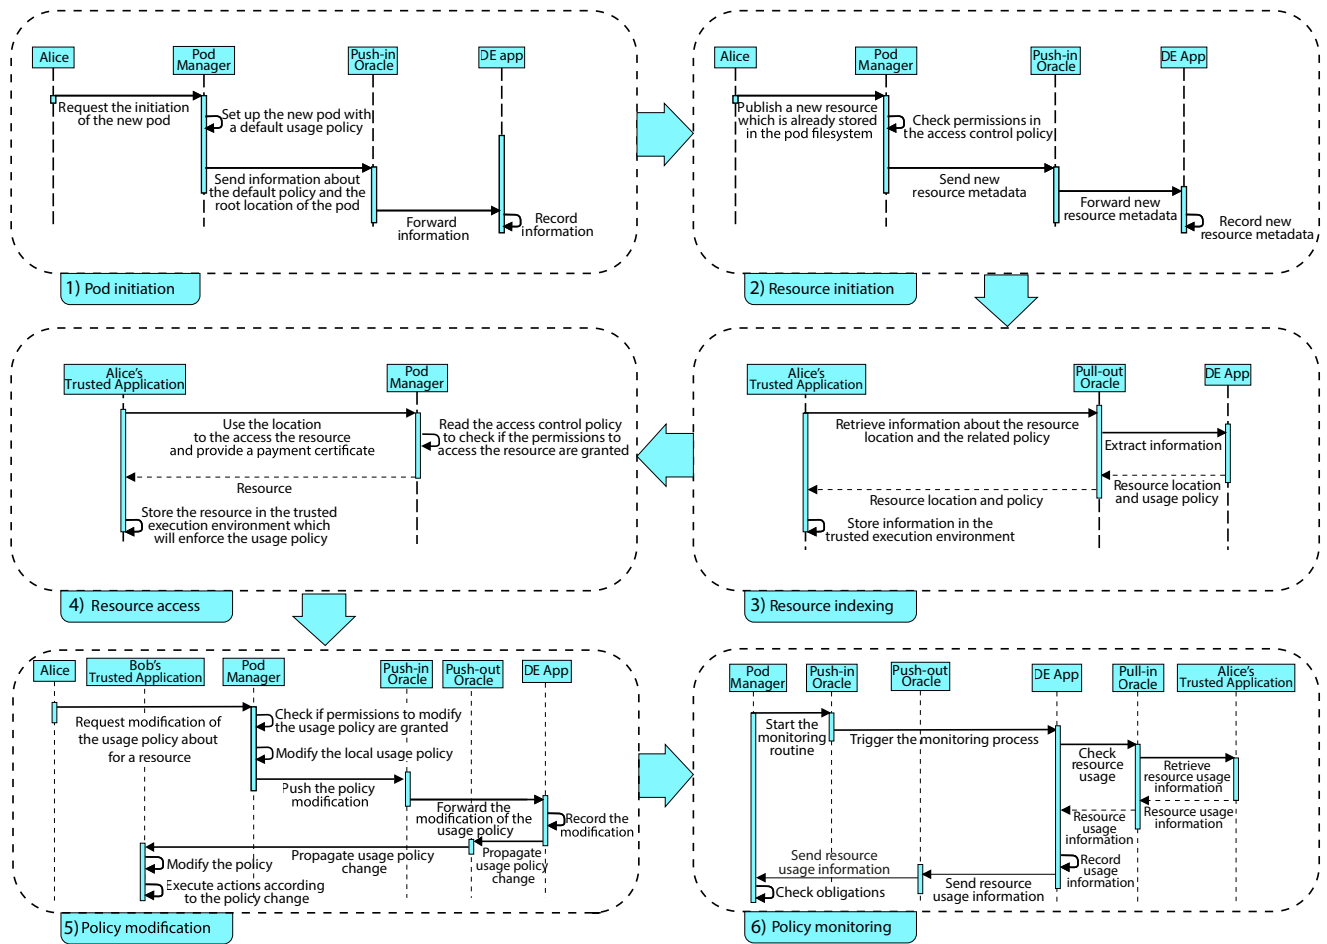 Alice
Pod
Manager
Push-in
Oracle
DE app
Request the initiation
of the new pod
Set up the new pod with
a default usage policy
Send information about
the default policy and the
root location of the pod
Forward
information
Record
information
1) Pod initiation
Alice
Pod
Manager
Push-in
Oracle
DE App
Publish a new resource
which is already stored
in the pod filesystem
Check permissions in
the access control policy
Send new
resource metadata
Forward new
resource metadata
Record new
resource metadata
2) Resource initiation
Alice's
Trusted Application
Pod
Manager
Use the location
to the access the resource
and provide a payment certificate
Read the access control policy
to check if the permissions to
access the resource are granted
Resource
Store the resource in the trusted
execution environment which
will enforce the usage policy
4) Resource access
Alice's
Trusted Application
Pull-out
Oracle
DE App
Retrieve information about the resource
location and the related policy
Extract information
Resource location
and usage policy
Resource location and policy
Store information in the
trusted execution environment
3) Resource indexing
Alice
Bob's
Trusted Application
Pod
Manager
Push-in
Oracle
Push-out
Oracle
DE App
Request modification of
the usage policy about
for a resource
Check if permissions to modify
the usage policy are granted
Modify the local usage policy
Push the policy
modification
Forward the
modification of the
usage policy
Record the
modification
Propagate usage policy
change
Propagate
usage policy
change
Modify the policy
Execute actions according
to the policy change
5) Policy modification
Pod
Manager
Push-in
Oracle
Push-out
Oracle
DE App
Pull-in
Oracle
Alice's
Trusted Application
Start the
monitoring
routine
Trigger the monitoring process
Check
resource
usage
Retrieve
resource usage
information
Resource usage
information
Resource
usage
information
Record
usage
information
Send resource
usage information
Send resource
usage information
Check obligations
6) Policy monitoring